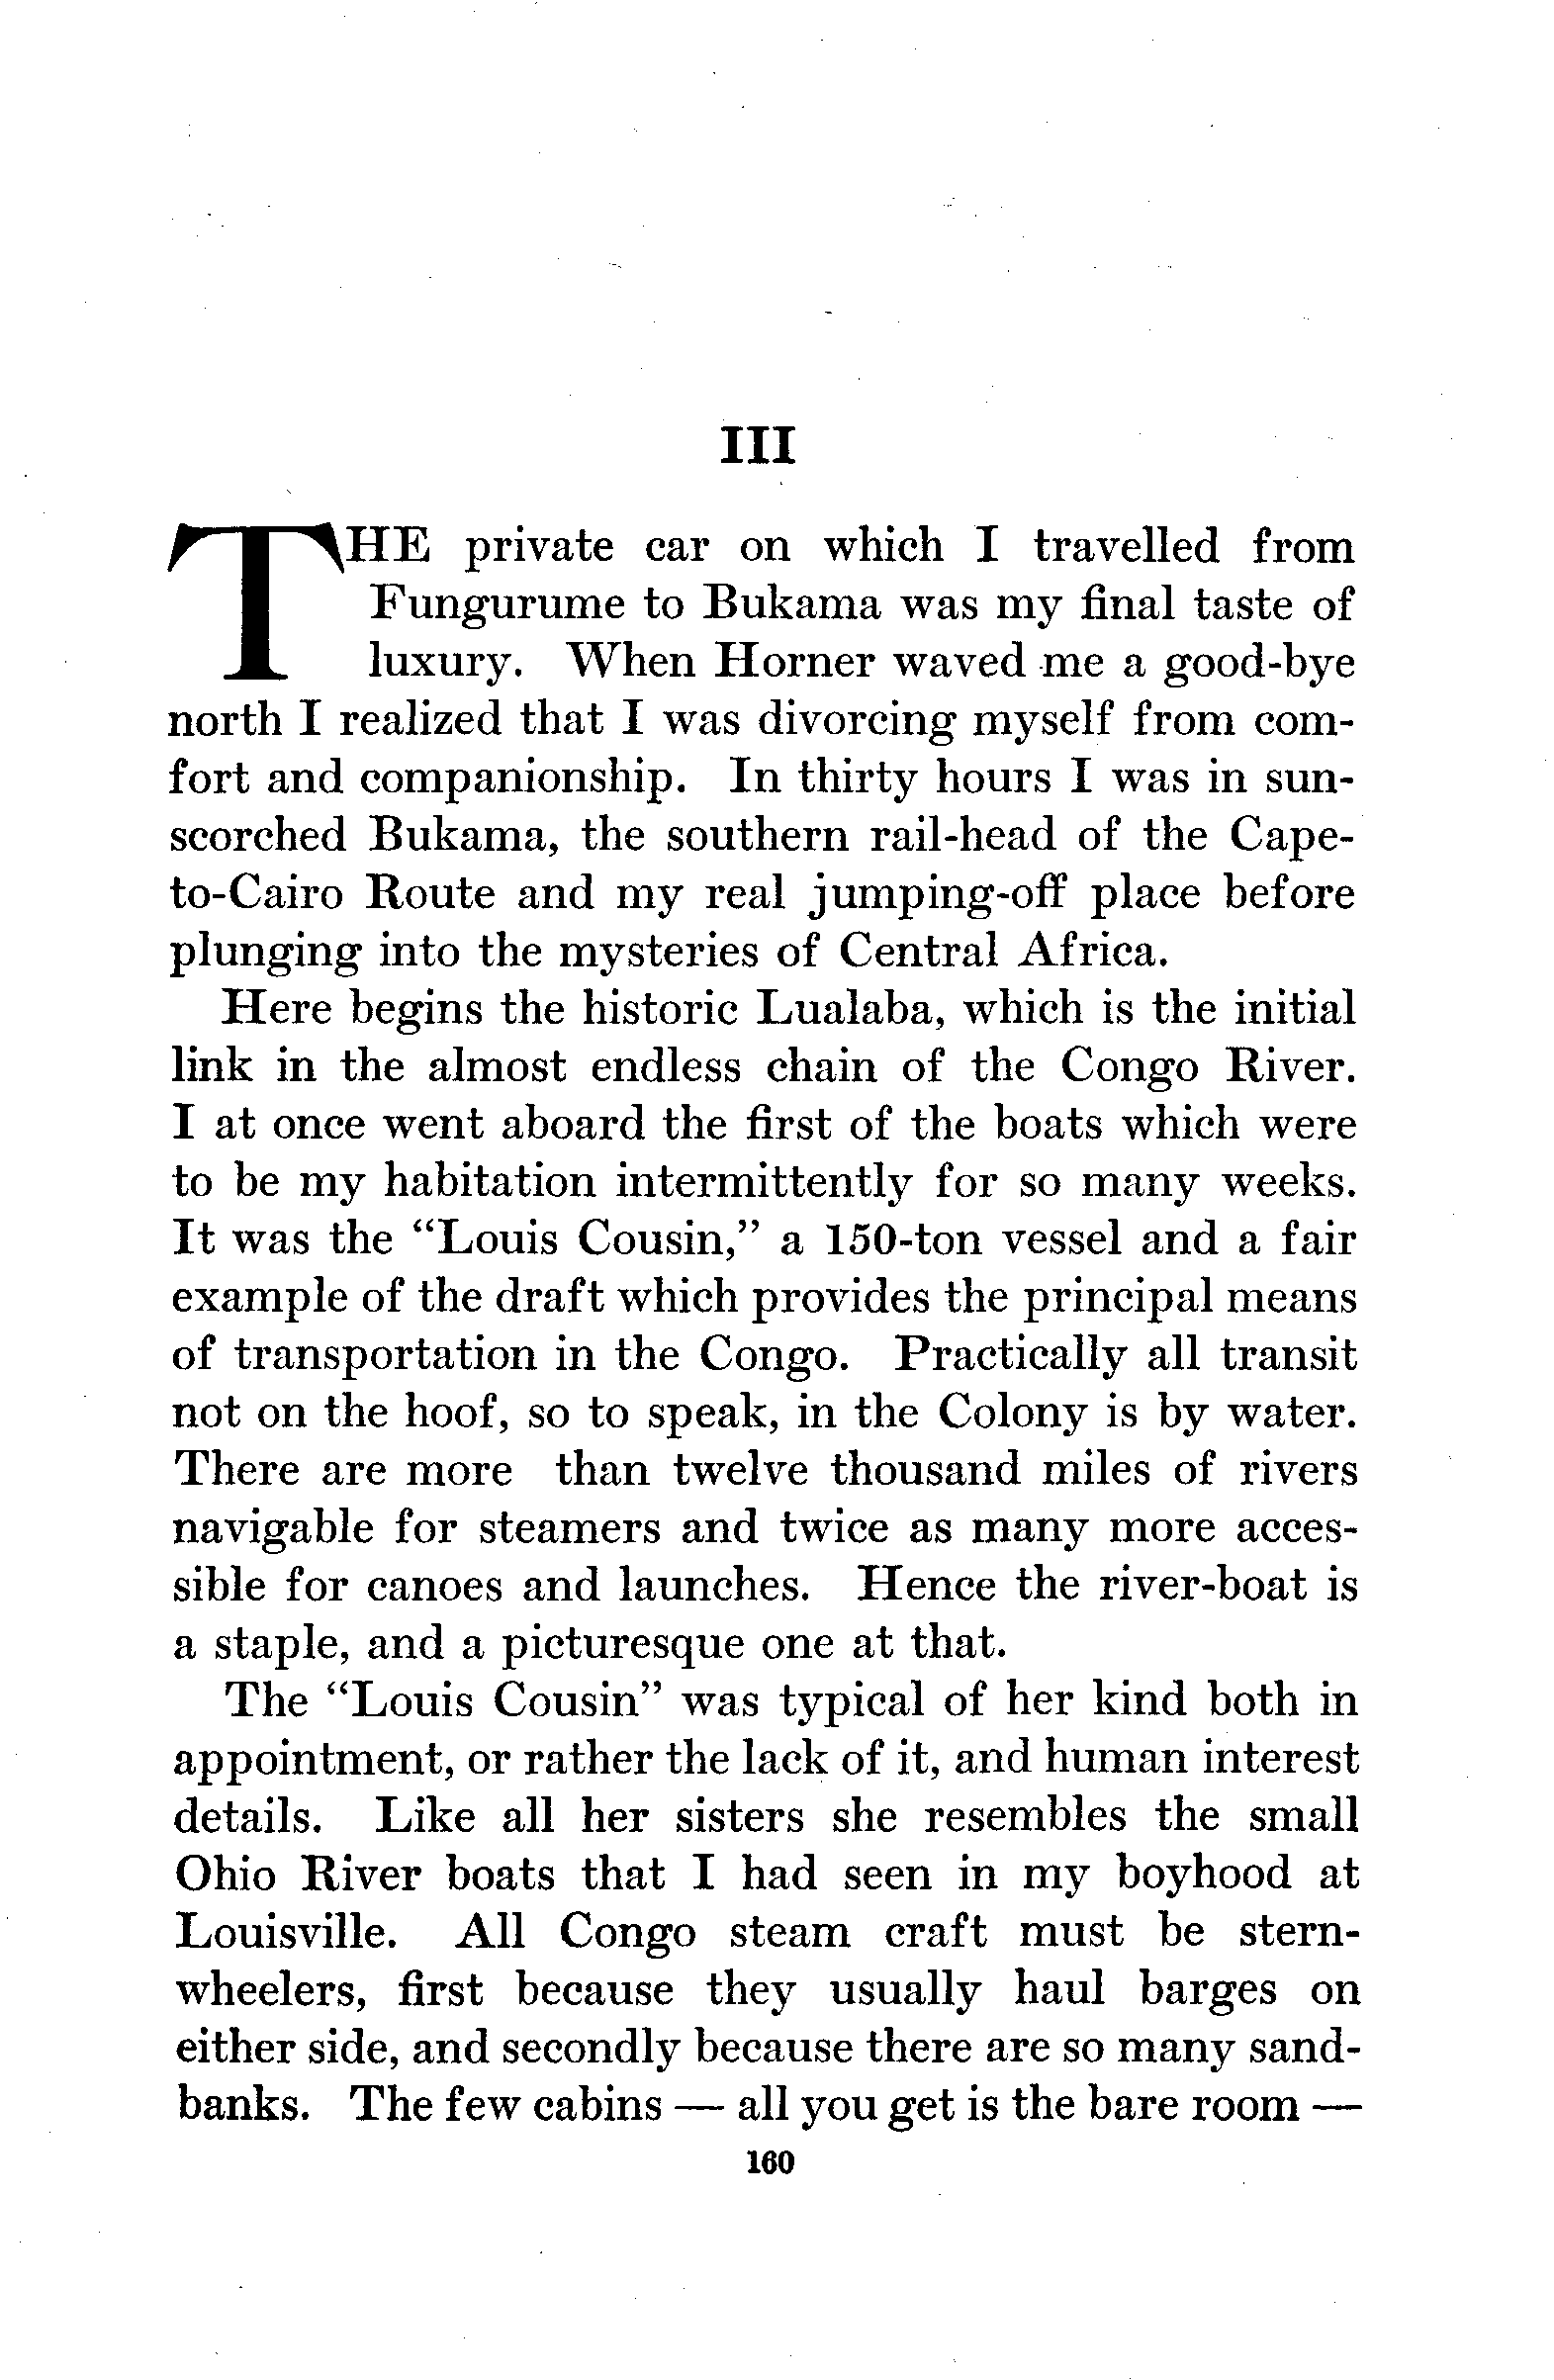 III
THE private car on which I travelled from
Fungurume to Bukama was my final taste of
luxury. When Horner waved me a good-bye
north I realized that I was divorcing myself from com-
fort and companionship. In thirty hours I was in sun-
scorched Bukama, the southern rail-head of the Cape-
to-Cairo Route and my real jumping-off place before
plunging into the mysteries of Central Africa.
Here begins the historic Lualaba, which is the initial
link in the almost endless chain of the Congo River.
I at once went aboard the first of the boats which were
to be my habitation intermittently for so many weeks.
It was the “Louis Cousin,” a 150-ton vessel and a fair
example of the draft which provides the principal means
of transportation in the Congo. Practically all transit
not on the hoof, so to speak, in the Colony is by water.
There are more than twelve thousand miles of rivers
navigable for steamers and twice as many more acces-
sible for canoes and launches. Hence the river-boat is
a staple, and a picturesque one at that.
The “Louis Cousin” was typical of her kind both in
appointment, or rather the lack of it, and human interest
details. Like all her sisters she resembles the small
Ohio River boats that I had seen in my boyhood at
Louisville. All Congo steam craft must be stern-
wheelers, first because they usually haul barges on
either side, and secondly because there are so many sand-
banks. The few cabins — all you get is the bare room —
160